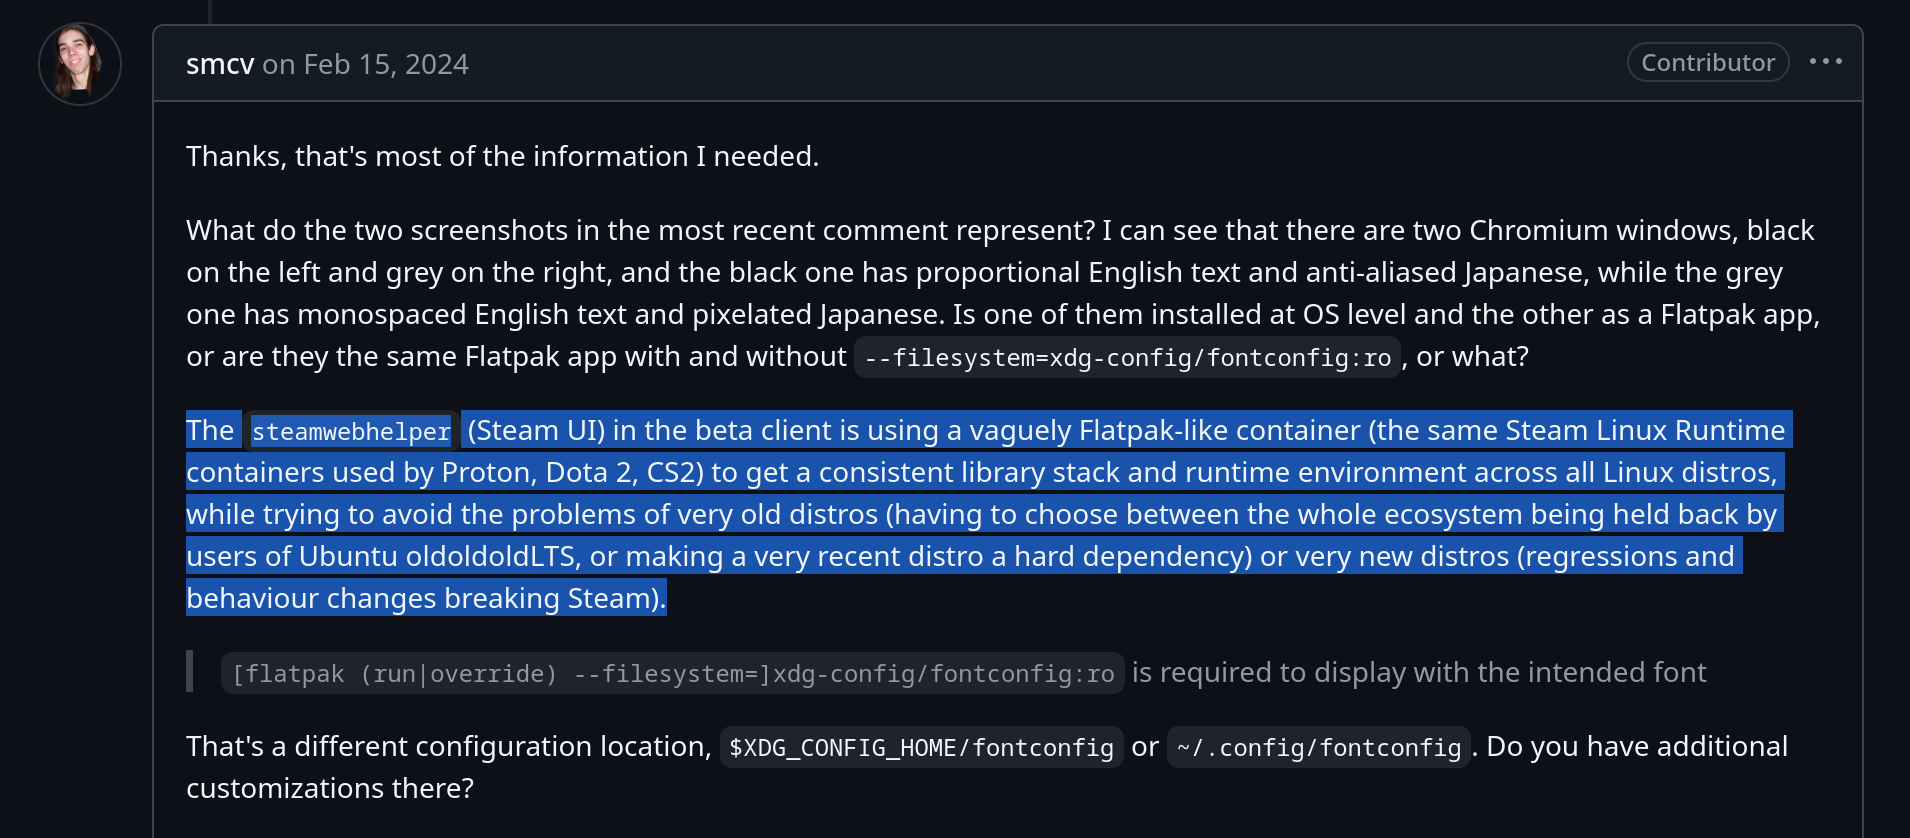 smcv on Feb 15, 2024
Contributor
Thanks, that's most of the information I needed.
What do the two screenshots in the most recent comment represent? I can see that there are two Chromium windows, black
on the left and grey on the right, and the black one has proportional English text and anti-aliased Japanese, while the grey
one has monospaced English text and pixelated Japanese. Is one of them installed at OS level and the other as a Flatpak app,
or are they the same Flatpak app with and without --filesystem=xdg-config/fontconfig:ro, or what?
The steamwebhelper (Steam UI) in the beta client is using a vaguely Flatpak-like container (the same Steam Linux Runtime
containers used by Proton, Dota 2, CS2) to get a consistent library stack and runtime environment across all Linux distros,
while trying to avoid the problems of very old distros (having to choose between the whole ecosystem being held back by
users of Ubuntu oldoldoldLTS, or making a very recent distro a hard dependency) or very new distros (regressions and
behaviour changes breaking Steam).
[flatpak (run|override) --filesystem=]xdg-config/fontconfig:ro is required to display with the intended font
That's a different configuration location, $XDG_CONFIG_HOME/fontconfig or ~/.config/fontconfig. Do you have additional
customizations there?